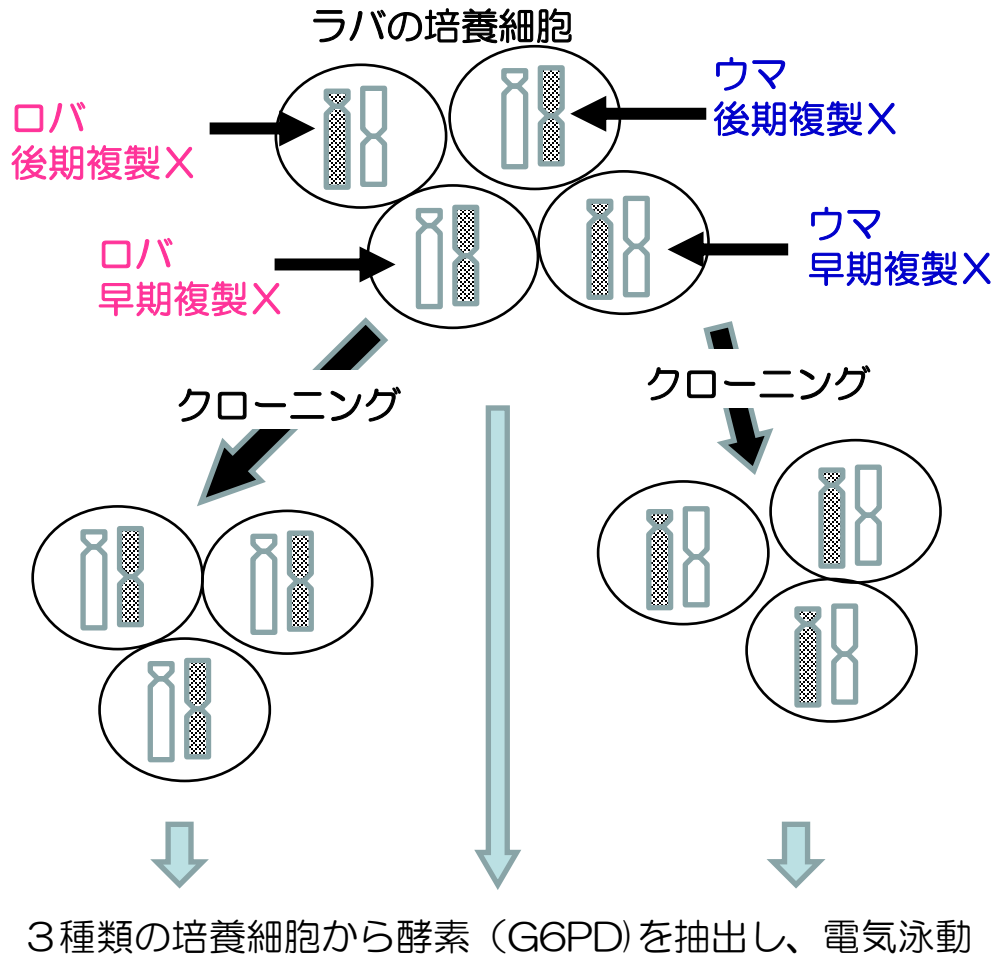 ラバの培養細胞
ウマ
後期複製X
ロバ
後期複製X
ウマ
早期複製X
ロバ
早期複製X
クローニング
クローニング
3種類の培養細胞から酵素(G6PD)を抽出し、電気泳動